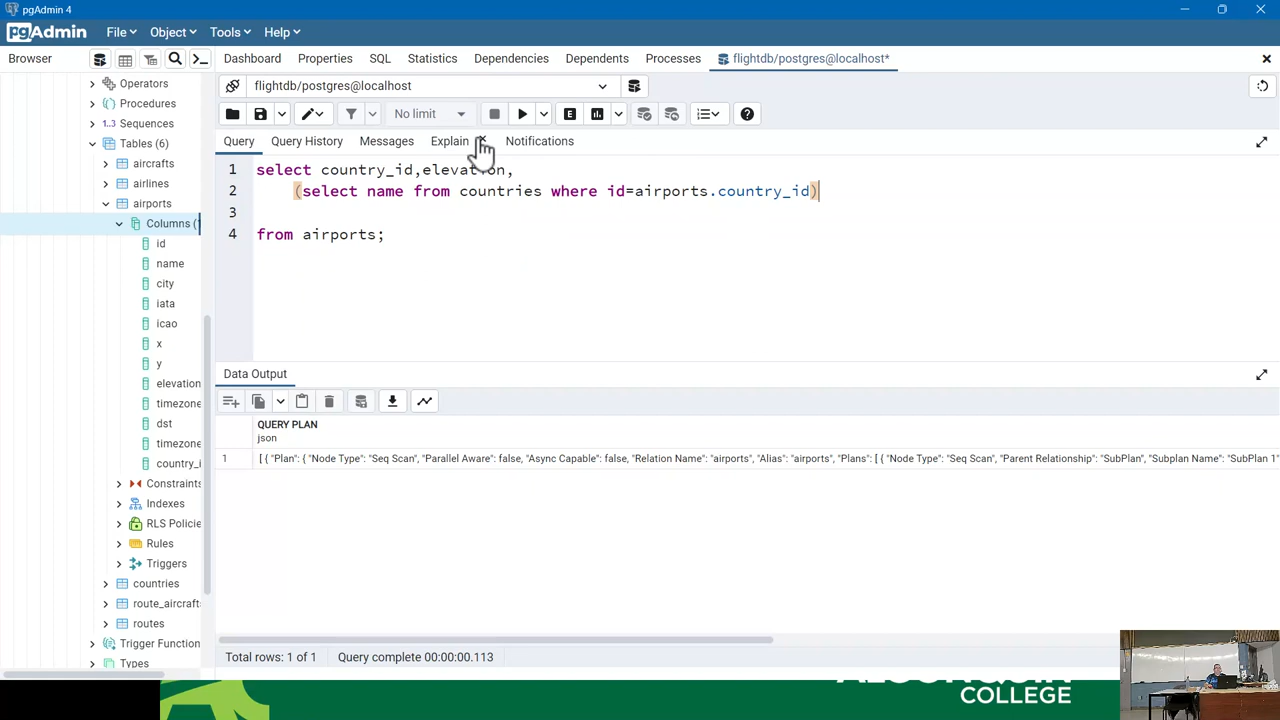 pgAdmin 4
pgAdmin File Object Tools Help
Browser
Dashboard Properties SQL Statistics Dependencies Dependents Processes flightdb/postgres@localhost*
flightdb/postgres@localhost
No limit
Query Query History Messages Explain Notifications
1 select country_id,elevation,
2 (select name from countries where id=airports.country_id)
3
4 from airports;
Operators
Procedures
1..3 Sequences
Tables (6)
aircrafts
airlines
airports
Columns (
id
name
city
iata
icao
x
y
elevation
timezone
dst
timezone
country_i
Constraints
Indexes
RLS Policie
Rules
Triggers
countries
route_aircraft
routes
Trigger Function
Types
Data Output
QUERY PLAN
json
1 [ { "Plan": { "Node Type": "Seq Scan", "Parallel Aware": false, "Async Capable": false, "Relation Name": "airports", "Alias": "airports", "Plans": [ { "Node Type": "Seq Scan", "Parent Relationship": "SubPlan", "Subplan Name": "SubPlan 1"
Total rows: 1 of 1 Query complete 00:00:00.113
COLLEGE